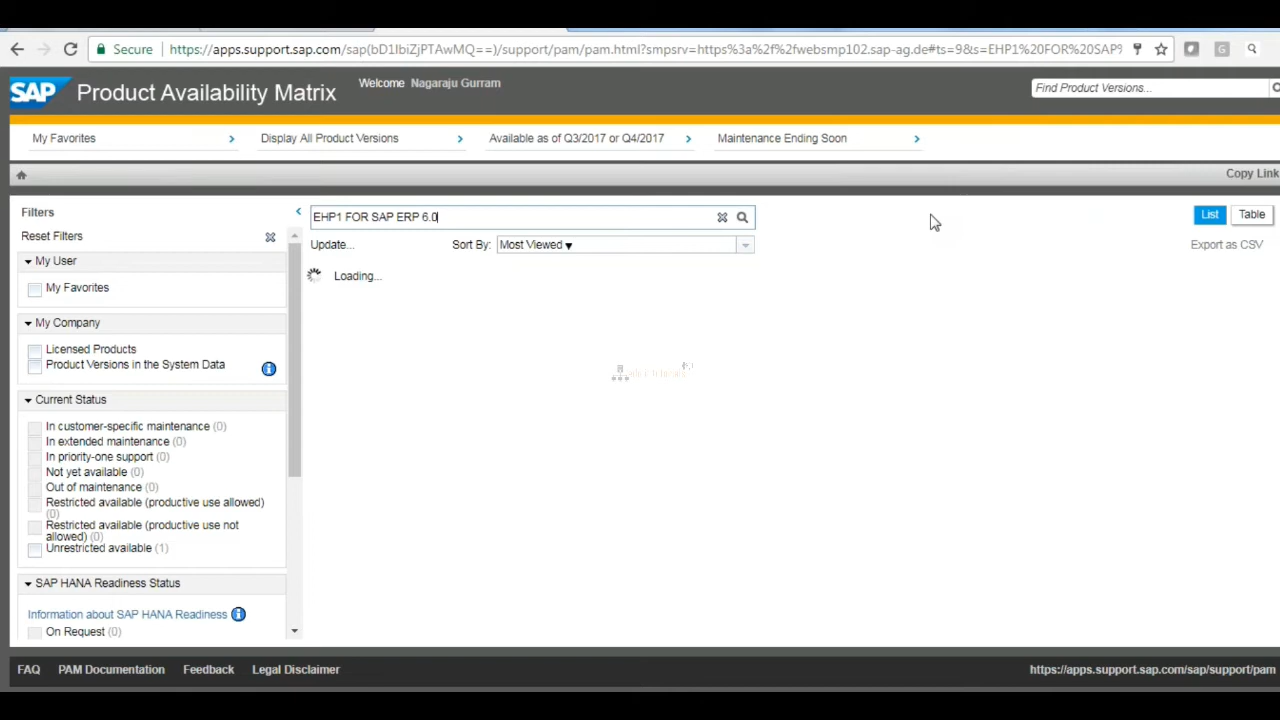 Secure https://apps.support.sap.com/sap(bD1lbiZjPTAwMQ==)/support/pam/pam.html?smpsrv=https%3a%2f%2fwebsmp102.sap-ag.de#ts=9&s=EHP1%20FOR%20SAP%
SAP Product Availability Matrix Welcome Nagaraju Gurram
Find Product Versions...
My Favorites Display All Product Versions Available as of Q3/2017 or Q4/2017 Maintenance Ending Soon
Copy Link
Filters
Reset Filters
My User
My Favorites
My Company
Licensed Products
Product Versions in the System Data
Current Status
In customer-specific maintenance (0)
In extended maintenance (0)
In priority-one support (0)
Not yet available (0)
Out of maintenance (0)
Restricted available (productive use allowed)
(0)
Restricted available (productive use not
allowed) (0)
Unrestricted available (1)
SAP HANA Readiness Status
Information about SAP HANA Readiness
On Request (0)
EHP1 FOR SAP ERP 6.0
Update... Sort By: Most Viewed
Loading...
List Table
Export as CSV
FAQ PAM Documentation Feedback Legal Disclaimer
https://apps.support.sap.com/sap/support/pam